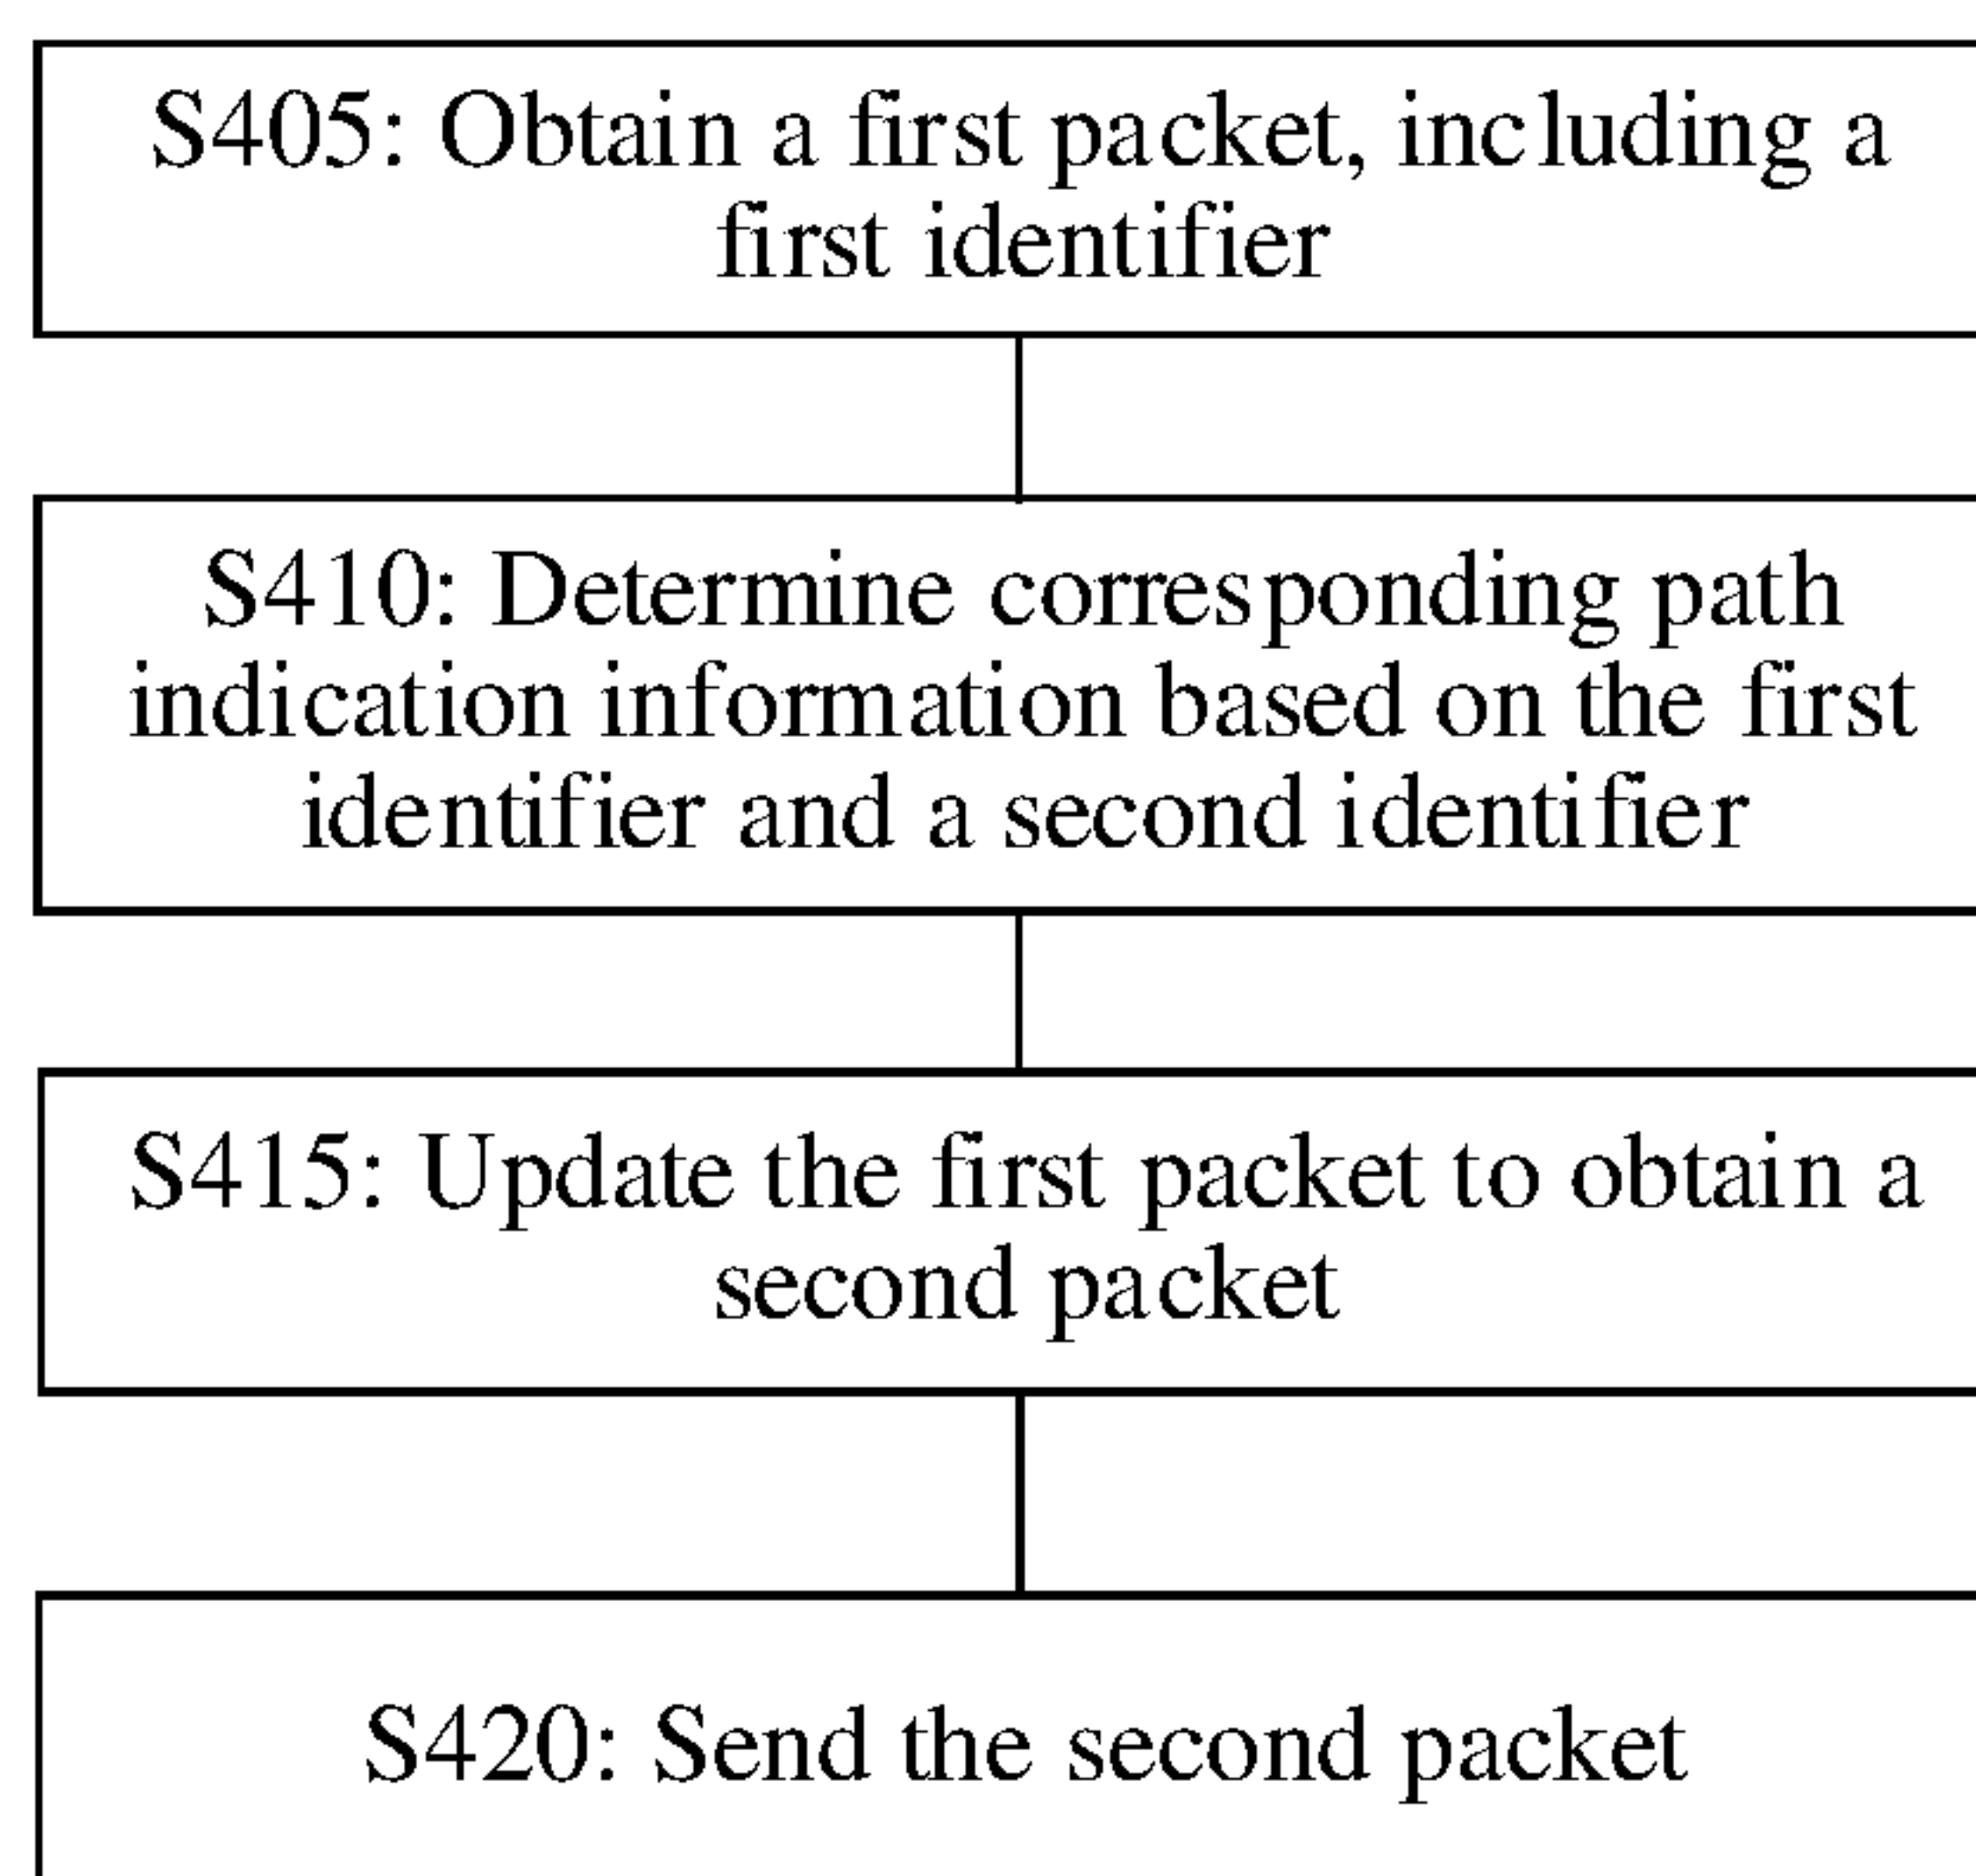 S405: Obtain a first packet, including a
first identifier
S410: Determine corresponding path
indication information based on the first
identifier and a second identifier
S415: Update the first packet to obtain a
second packet
S420: Send the second packet